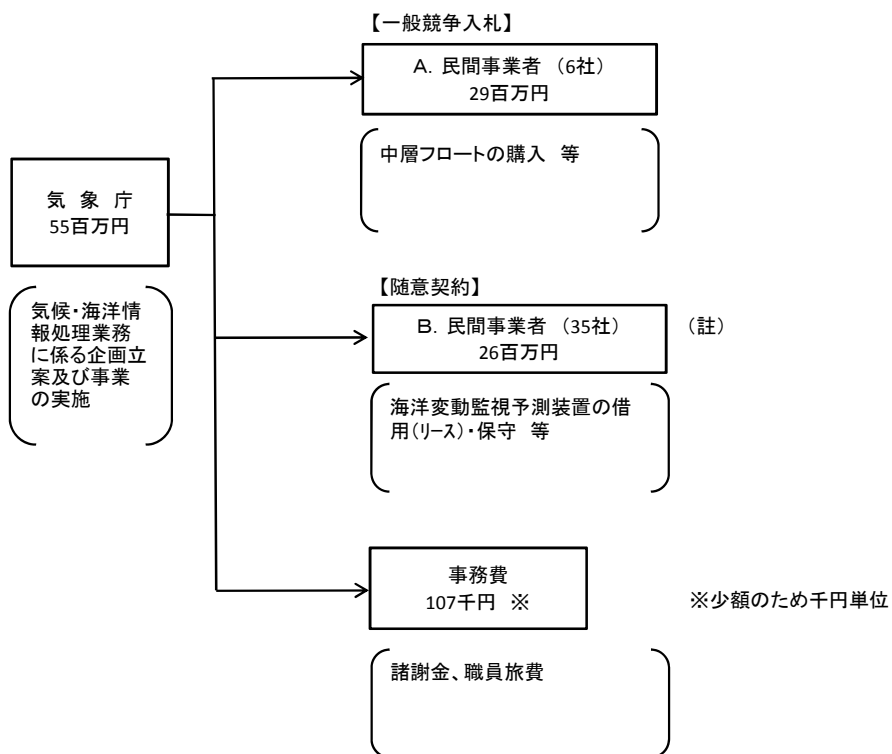 【一般競争入札】
A. 民間事業者 （6社）
29百万円
中層フロートの購入 等
気 象 庁
55百万円
気候・海洋情
報処理業務
に係る企画立
案及び事業
の実施
【随意契約】
B. 民間事業者 （35社）
26百万円
（註）
海洋変動監視予測装置の借
用（リース）・保守 等
事務費
107千円 ※
※少額のため千円単位
諸謝金、職員旅費